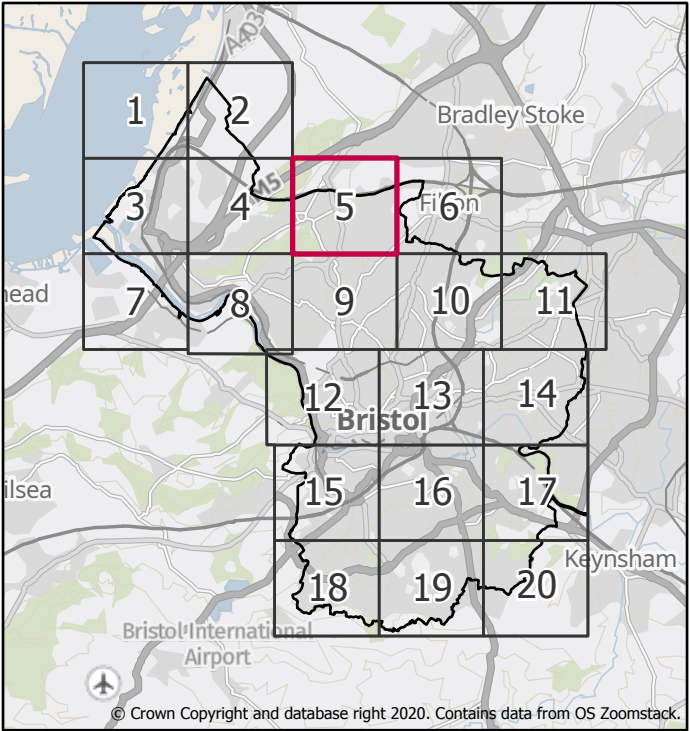 A403
1
2
Bradley Stoke
M5
3
4
5
Filton
6
head
7
8
9
10
11
12
13
14
Bristol
ilsea
15
16
17
Keynsham
18
19
20
Bristol International
Airport
© Crown Copyright and database right 2020. Contains data from OS Zoomstack.